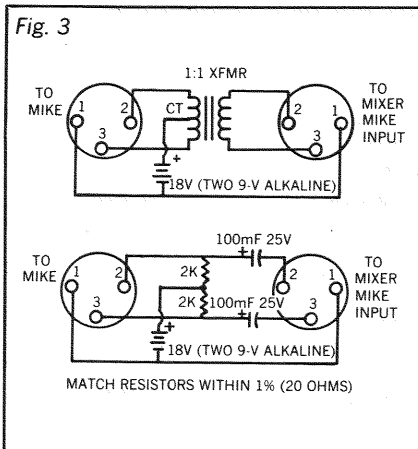 Fig. 3
1:1 XFMR
TO
MIKE
1
2
3
CT
+
18V (TWO 9-V ALKALINE)
2
1
3
TO
MIXER
MIKE
INPUT
100mF 25V
TO
MIKE
1
2
3
2K
2K
+
+
100mF 25V
+
18V (TWO 9-V ALKALINE)
2
1
3
TO
MIXER
MIKE
INPUT
MATCH RESISTORS WITHIN 1% (20 OHMS)